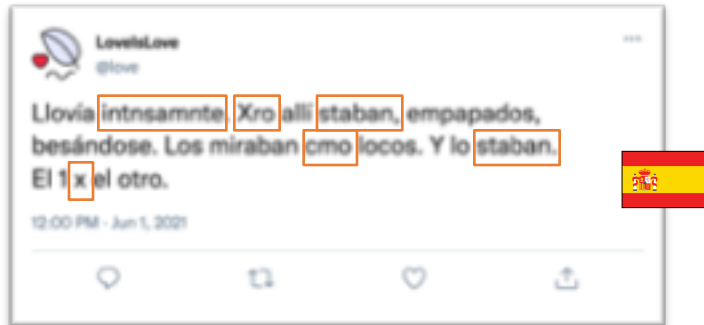 LoveIsLove
@love
Llovía intnsamnte. Xro allí staban, empapados,
besándose. Los miraban cmo locos. Y lo staban.
El 1 x el otro.
12:00 PM - Jun 1, 2021